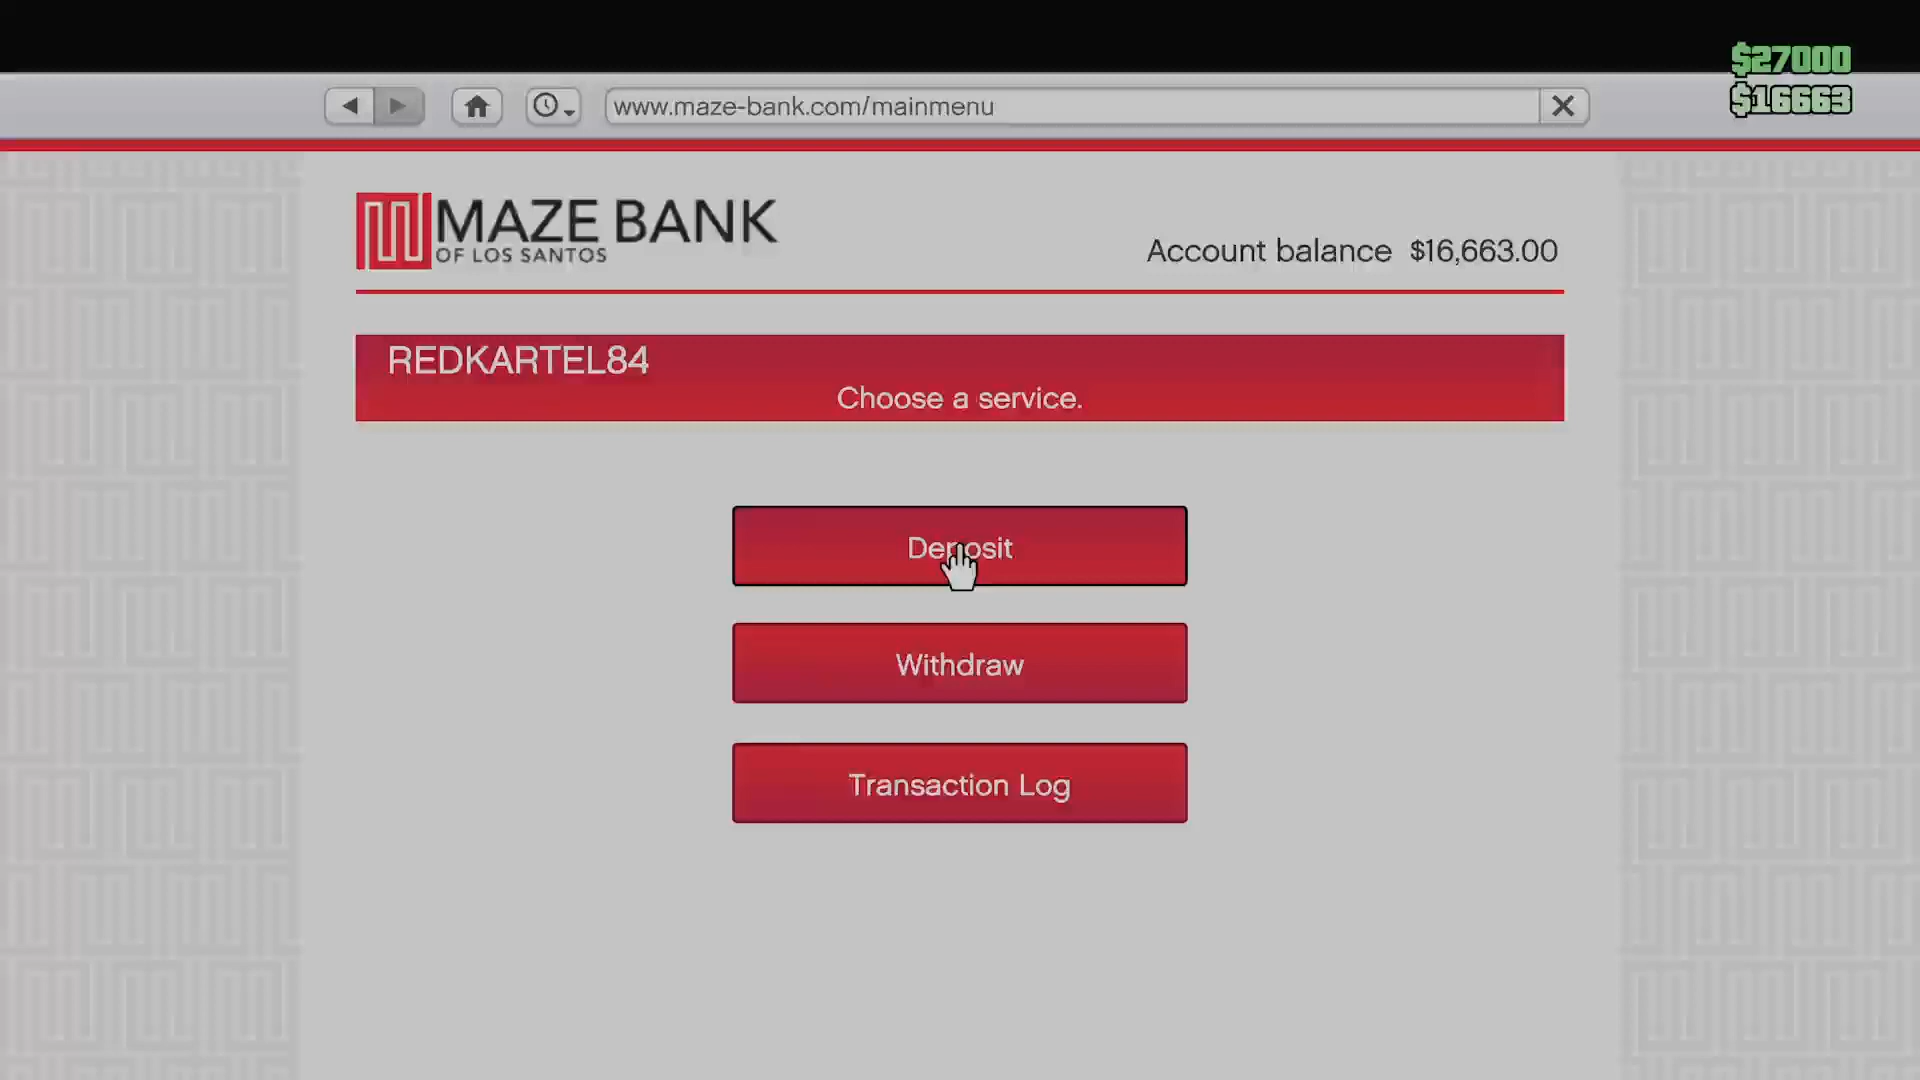 $27000
www.maze-bank.com/mainmenu
$16663
MAZE BANK
OF LOS SANTOS
Account balance $16,663.00
REDKARTEL84
Choose a service.
Deposit
Withdraw
Transaction Log